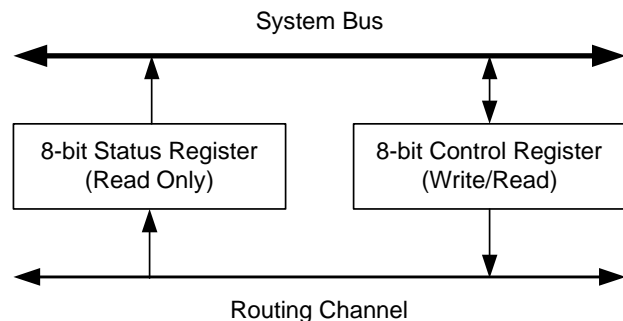 System Bus
8-bit Status Register
(Read Only)
8-bit Control Register
(Write/Read)
Routing Channel